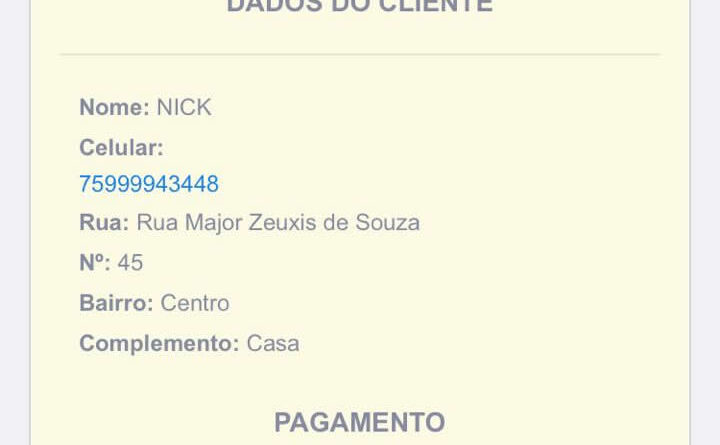 DADOS DO CLIENTE
Nome: NICK
Celular:
75999943448
Rua: Rua Major Zeuxis de Souza
Nº: 45
Bairro: Centro
Complemento: Casa
PAGAMENTO